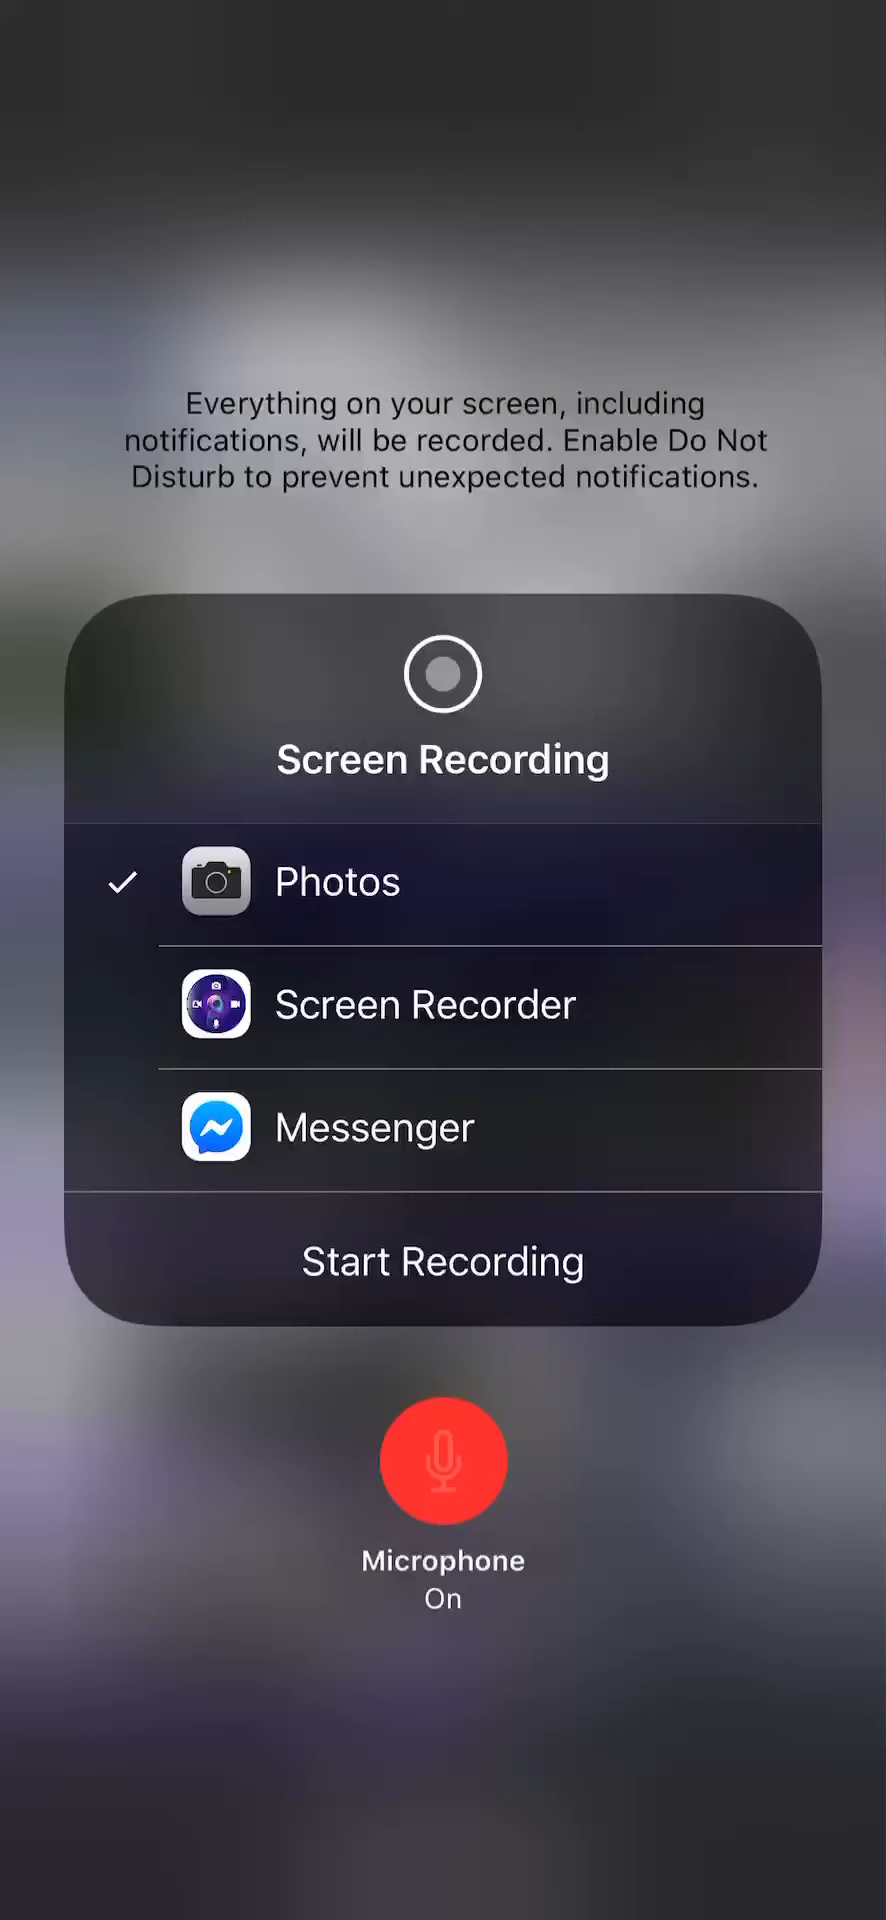 Everything on your screen, including
notifications, will be recorded. Enable Do Not
Disturb to prevent unexpected notifications.
Screen Recording
Photos
Screen Recorder
Messenger
Start Recording
Microphone
On